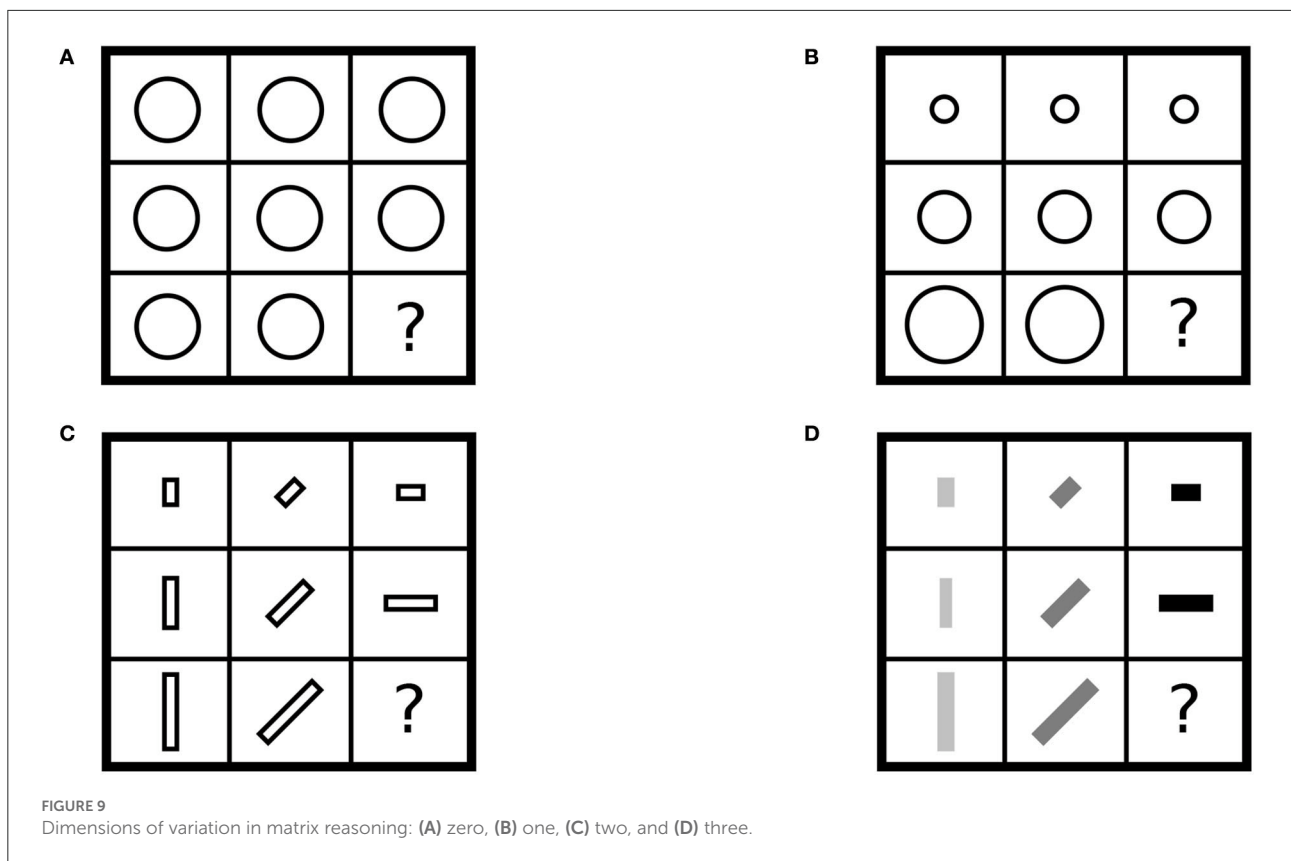 A
B
?
?
C
D
?
?
FIGURE 9
Dimensions of variation in matrix reasoning: (A) zero, (B) one, (C) two, and (D) three.